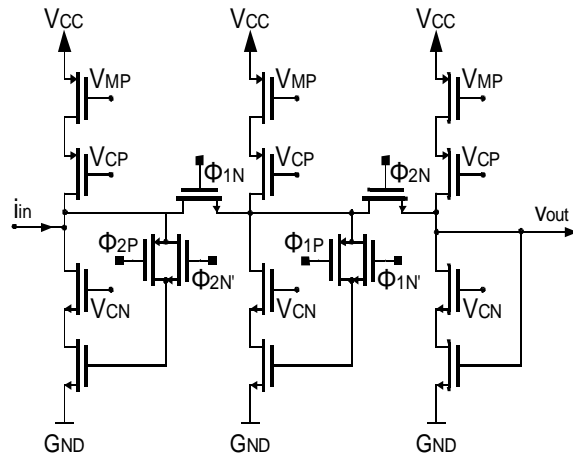 VCC VCC VCC
VMP VMP VMP
VCP Φ1N VCP Φ2N VCP
iin vout
Φ2P Φ2N' Φ1P Φ1N'
VCN VCN VCN
GND GND GND